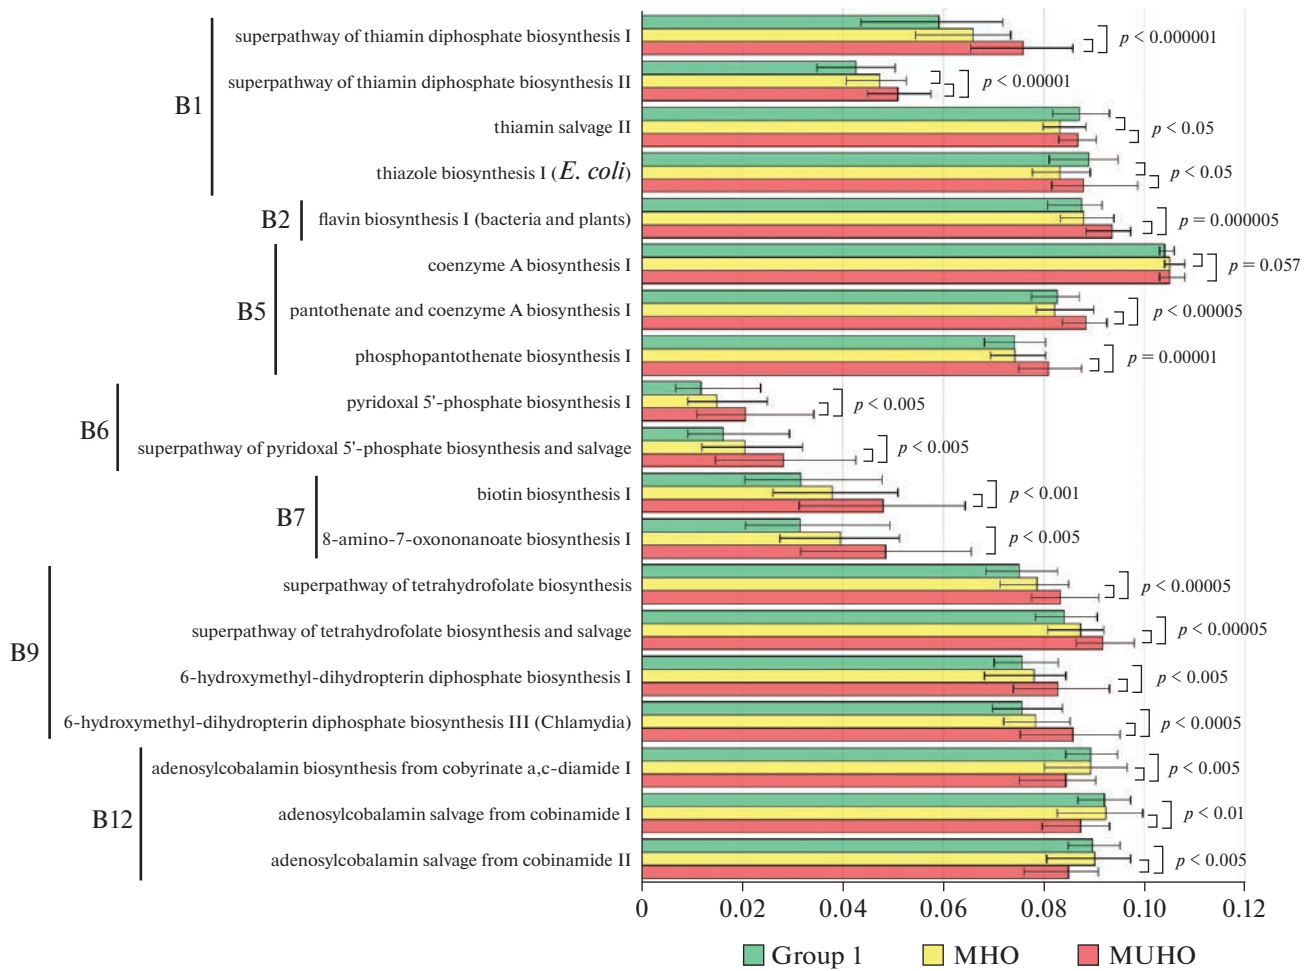 B1
superpathway of thiamin diphosphate biosynthesis I
p < 0.000001
superpathway of thiamin diphosphate biosynthesis II
p < 0.00001
thiamin salvage II
p < 0.05
thiazole biosynthesis I (E. coli)
p < 0.05
B2
flavin biosynthesis I (bacteria and plants)
p = 0.000005
B5
coenzyme A biosynthesis I
p = 0.057
pantothenate and coenzyme A biosynthesis I
p < 0.00005
phosphopantothenate biosynthesis I
p = 0.00001
B6
pyridoxal 5'-phosphate biosynthesis I
p < 0.005
superpathway of pyridoxal 5'-phosphate biosynthesis and salvage
p < 0.005
B7
biotin biosynthesis I
p < 0.001
8-amino-7-oxononanoate biosynthesis I
p < 0.005
B9
superpathway of tetrahydrofolate biosynthesis
p < 0.00005
superpathway of tetrahydrofolate biosynthesis and salvage
p < 0.00005
6-hydroxymethyl-dihydropterin diphosphate biosynthesis I
p < 0.005
6-hydroxymethyl-dihydropterin diphosphate biosynthesis III (Chlamydia)
p < 0.0005
B12
adenosylcobalamin biosynthesis from cobyrinate a,c-diamide I
p < 0.005
adenosylcobalamin salvage from cobinamide I
p < 0.01
adenosylcobalamin salvage from cobinamide II
p < 0.005
0 0.02 0.04 0.06 0.08 0.10 0.12
Group 1 MHO MUHO